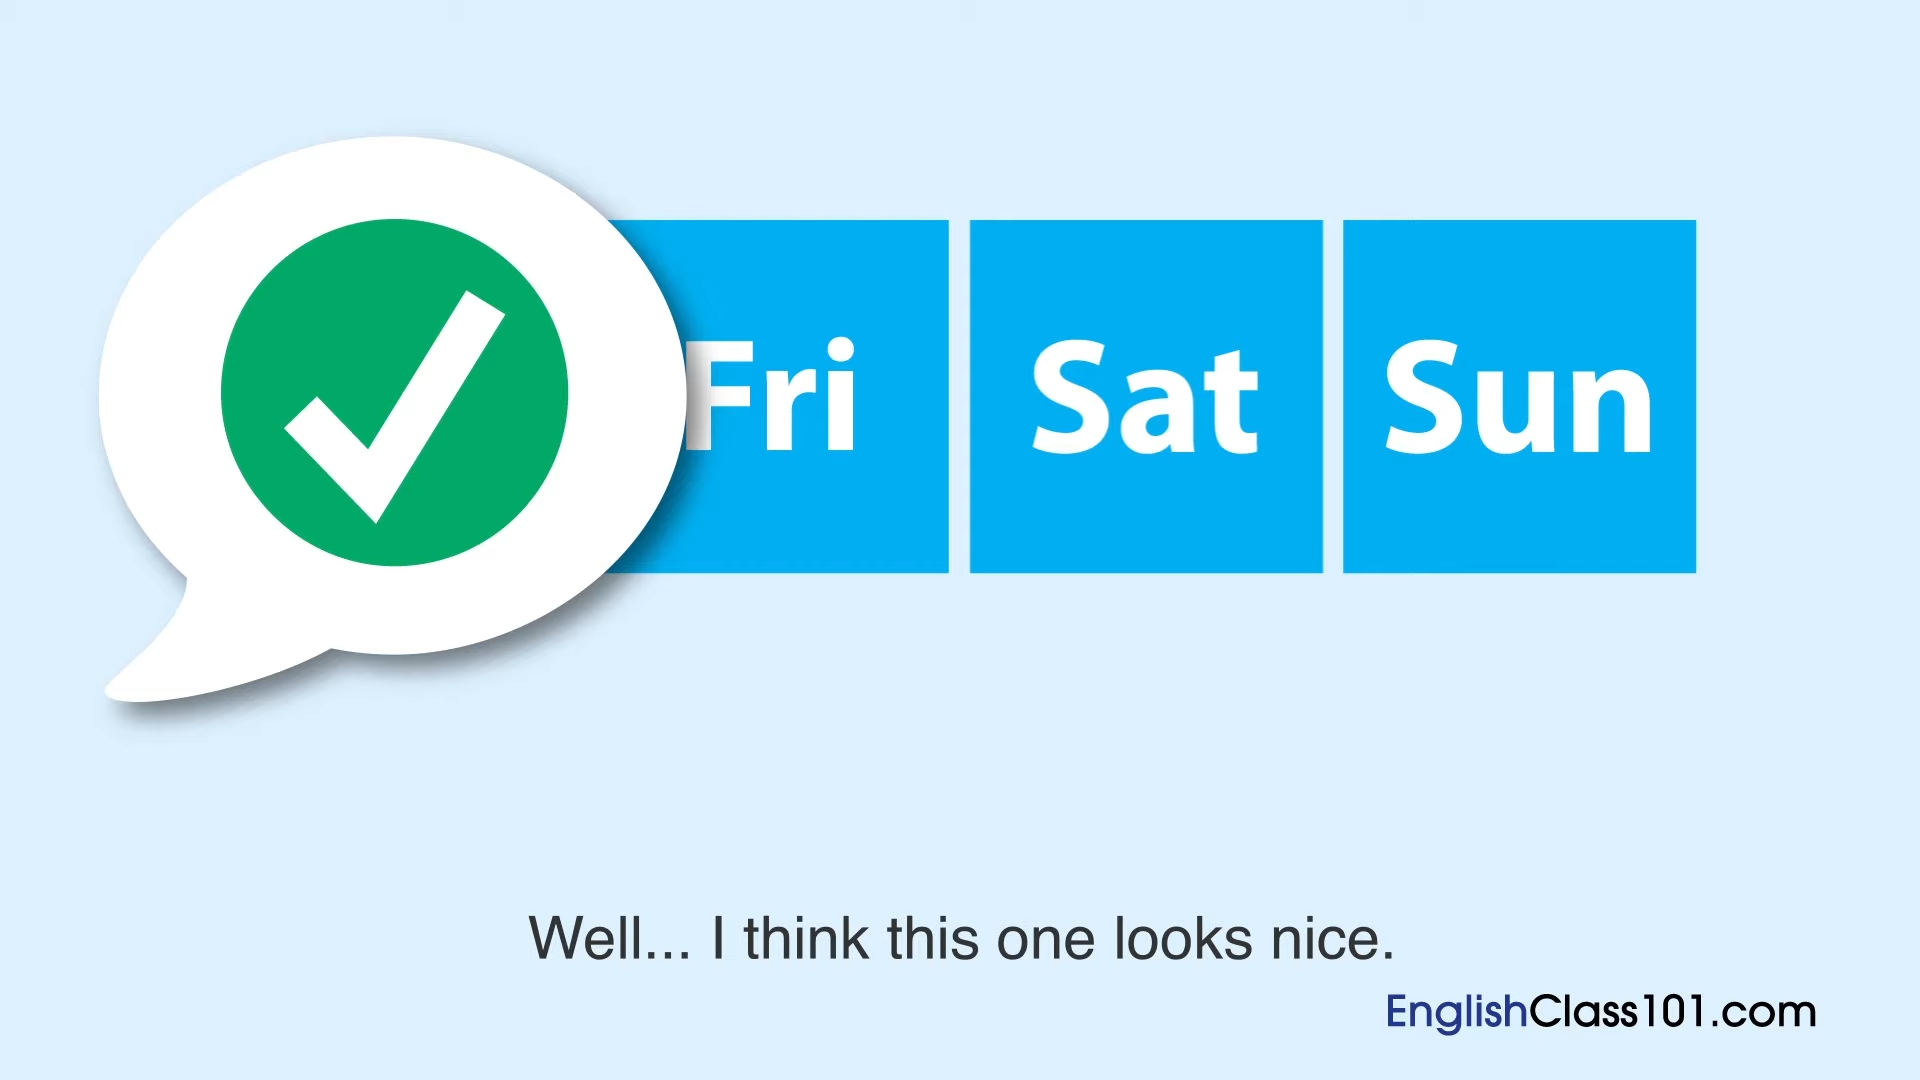 Fri Sat Sun
Well... I think this one looks nice.
EnglishClass101.com